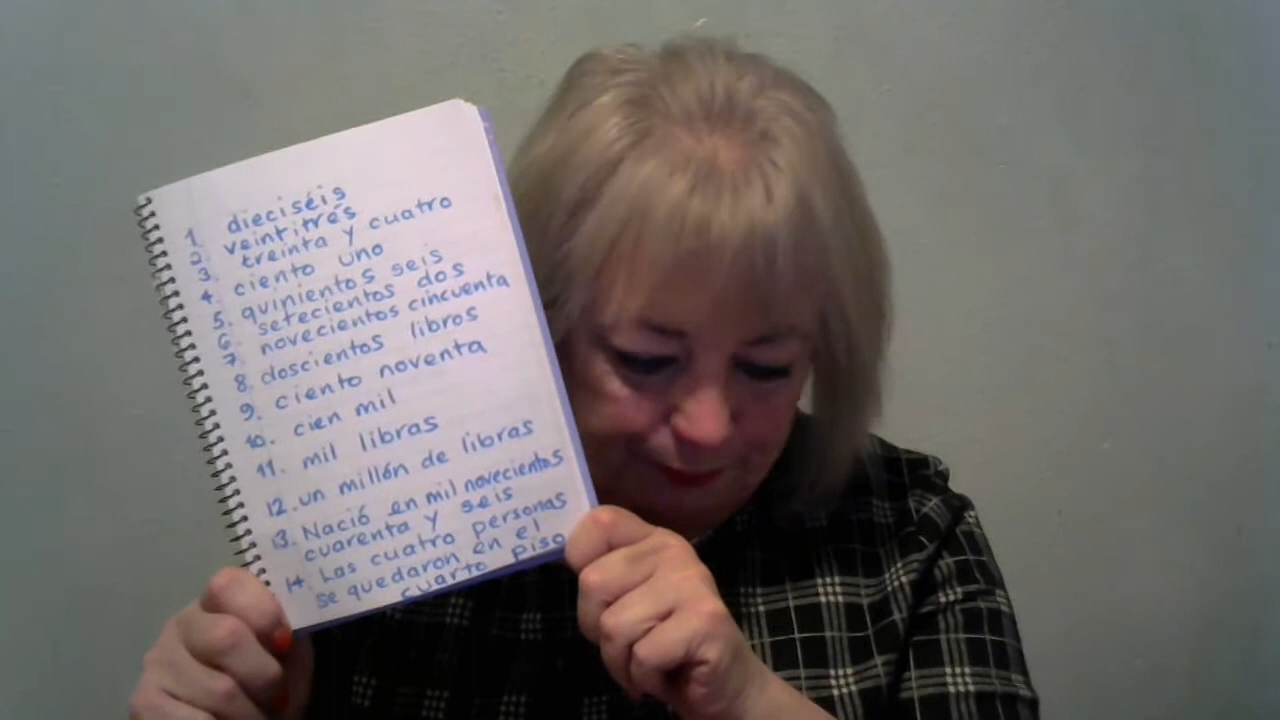 1. dieciséis
2. veintitrés
3. treinta y cuatro
4. ciento uno
5. quinientos seis
6. setecientos dos
7. novecientos cincuenta
8. doscientos libros
9. ciento noventa
10. cien mil
11. mil libras
12. un millón de libras
13. Nació en mil novecientos
cuarenta y seis
14. Las cuatro personas
se quedaron en el
cuarto piso